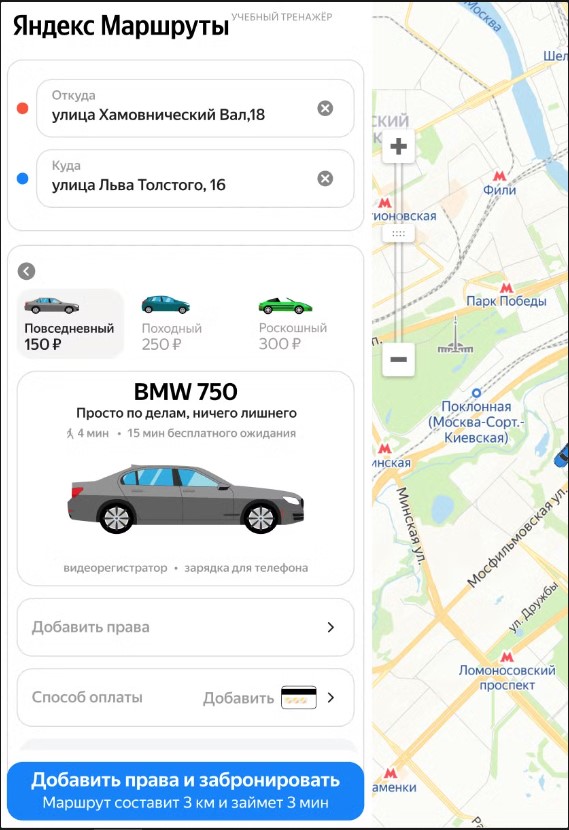 Яндекс Маршруты
УЧЕБНЫЙ ТРЕНАЖЁР
Откуда
улица Хамовнический Вал,18
Куда
улица Льва Толстого, 16
Повседневный
150 ₽
Походный
250 ₽
Роскошный
300 ₽
BMW 750
Просто по делам, ничего лишнего
4 мин • 15 мин бесплатного ожидания
видеорегистратор • зарядка для телефона
Добавить права
Способ оплаты
Добавить
Добавить права и забронировать
Маршрут составит 3 км и займет 3 мин
Москва
Шел
СКИЙ
К
Фили
тионовская
Парк Победы
Поклонная
(Москва-Сорт.-
Киевская)
инская
Минская ул.
Мосфильмовская ул.
ул. Дружбы
Ломоносовский
проспект
аменки